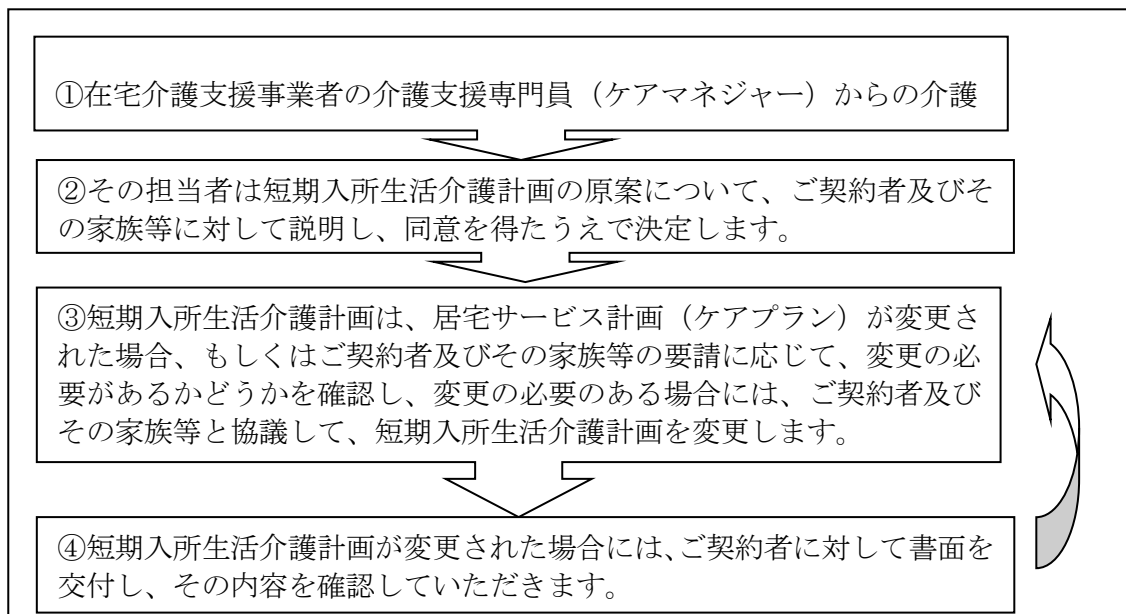 ①在宅介護支援事業者の介護支援専門員（ケアマネジャー）からの介護
②その担当者は短期入所生活介護計画の原案について、ご契約者及びそ
の家族等に対して説明し、同意を得たうえで決定します。
③短期入所生活介護計画は、居宅サービス計画（ケアプラン）が変更さ
れた場合、もしくはご契約者及びその家族等の要請に応じて、変更の必
要があるかどうかを確認し、変更の必要のある場合には、ご契約者及び
その家族等と協議して、短期入所生活介護計画を変更します。
④短期入所生活介護計画が変更された場合には、ご契約者に対して書面を
交付し、その内容を確認していただきます。